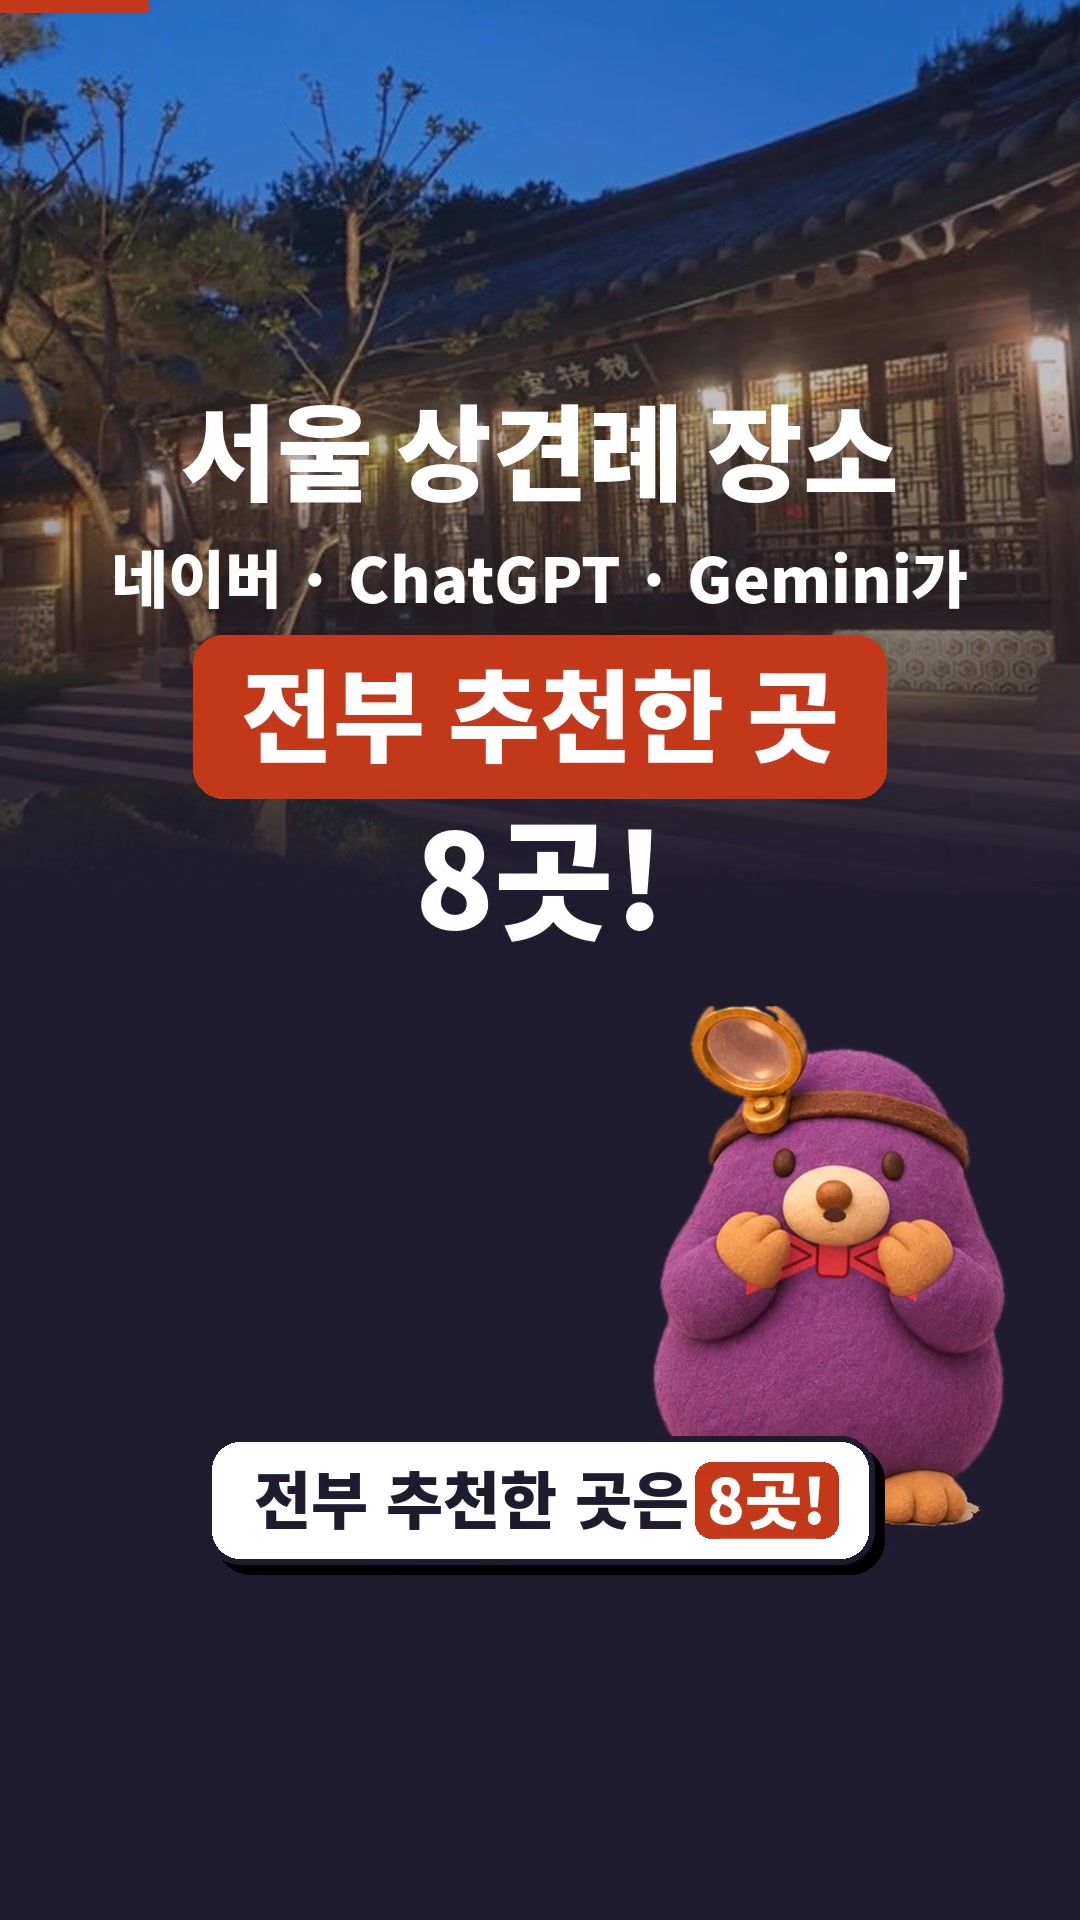 서울 상견례 장소
네이버 · ChatGPT · Gemini가
전부 추천한 곳
8곳!
전부 추천한 곳은 8곳!